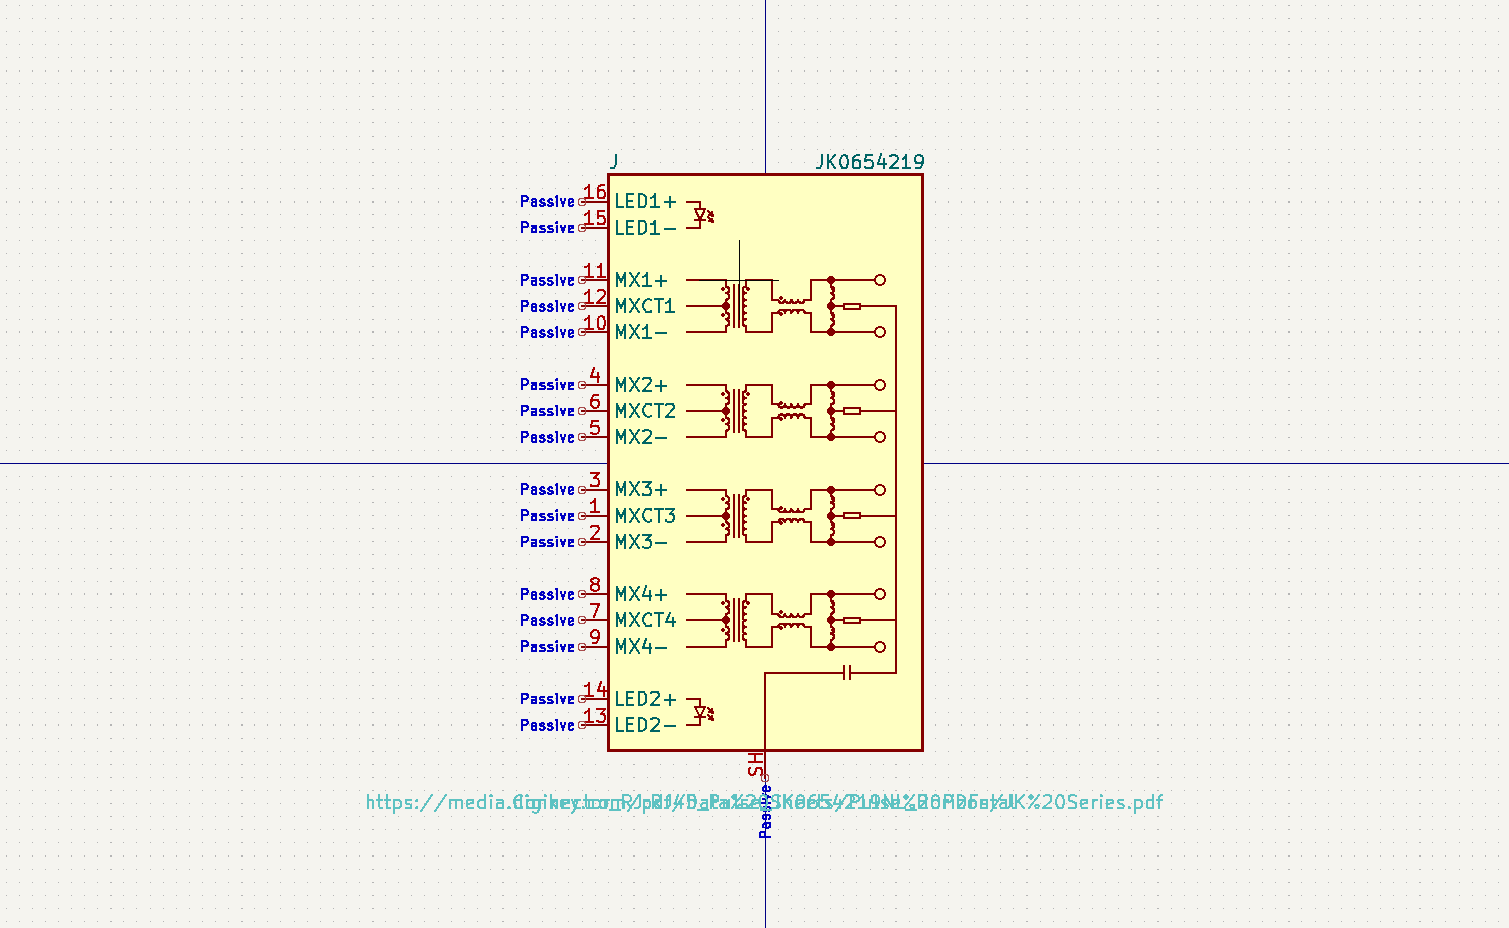 J JK0654219
Passive 16 LED1+
Passive 15 LED1-
Passive 11 MX1+
Passive 12 MXCT1
Passive 10 MX1-
Passive 4 MX2+
Passive 6 MXCT2
Passive 5 MX2-
Passive 3 MX3+
Passive 1 MXCT3
Passive 2 MX3-
Passive 8 MX4+
Passive 7 MXCT4
Passive 9 MX4-
Passive 14 LED2+
Passive 13 LED2-
SH
Passive